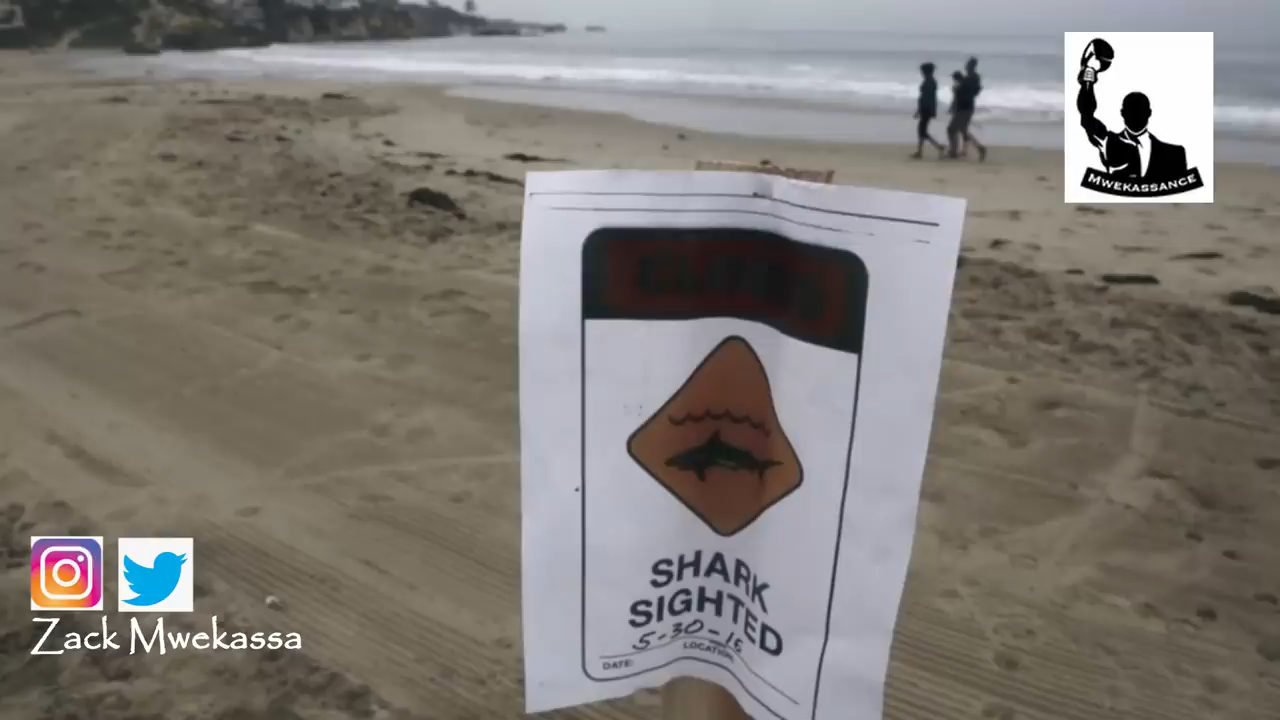 MWEKASSANCE
SHARK
SIGHTED
5-30-16
DATE: LOCATION:
Zack Mwekassa